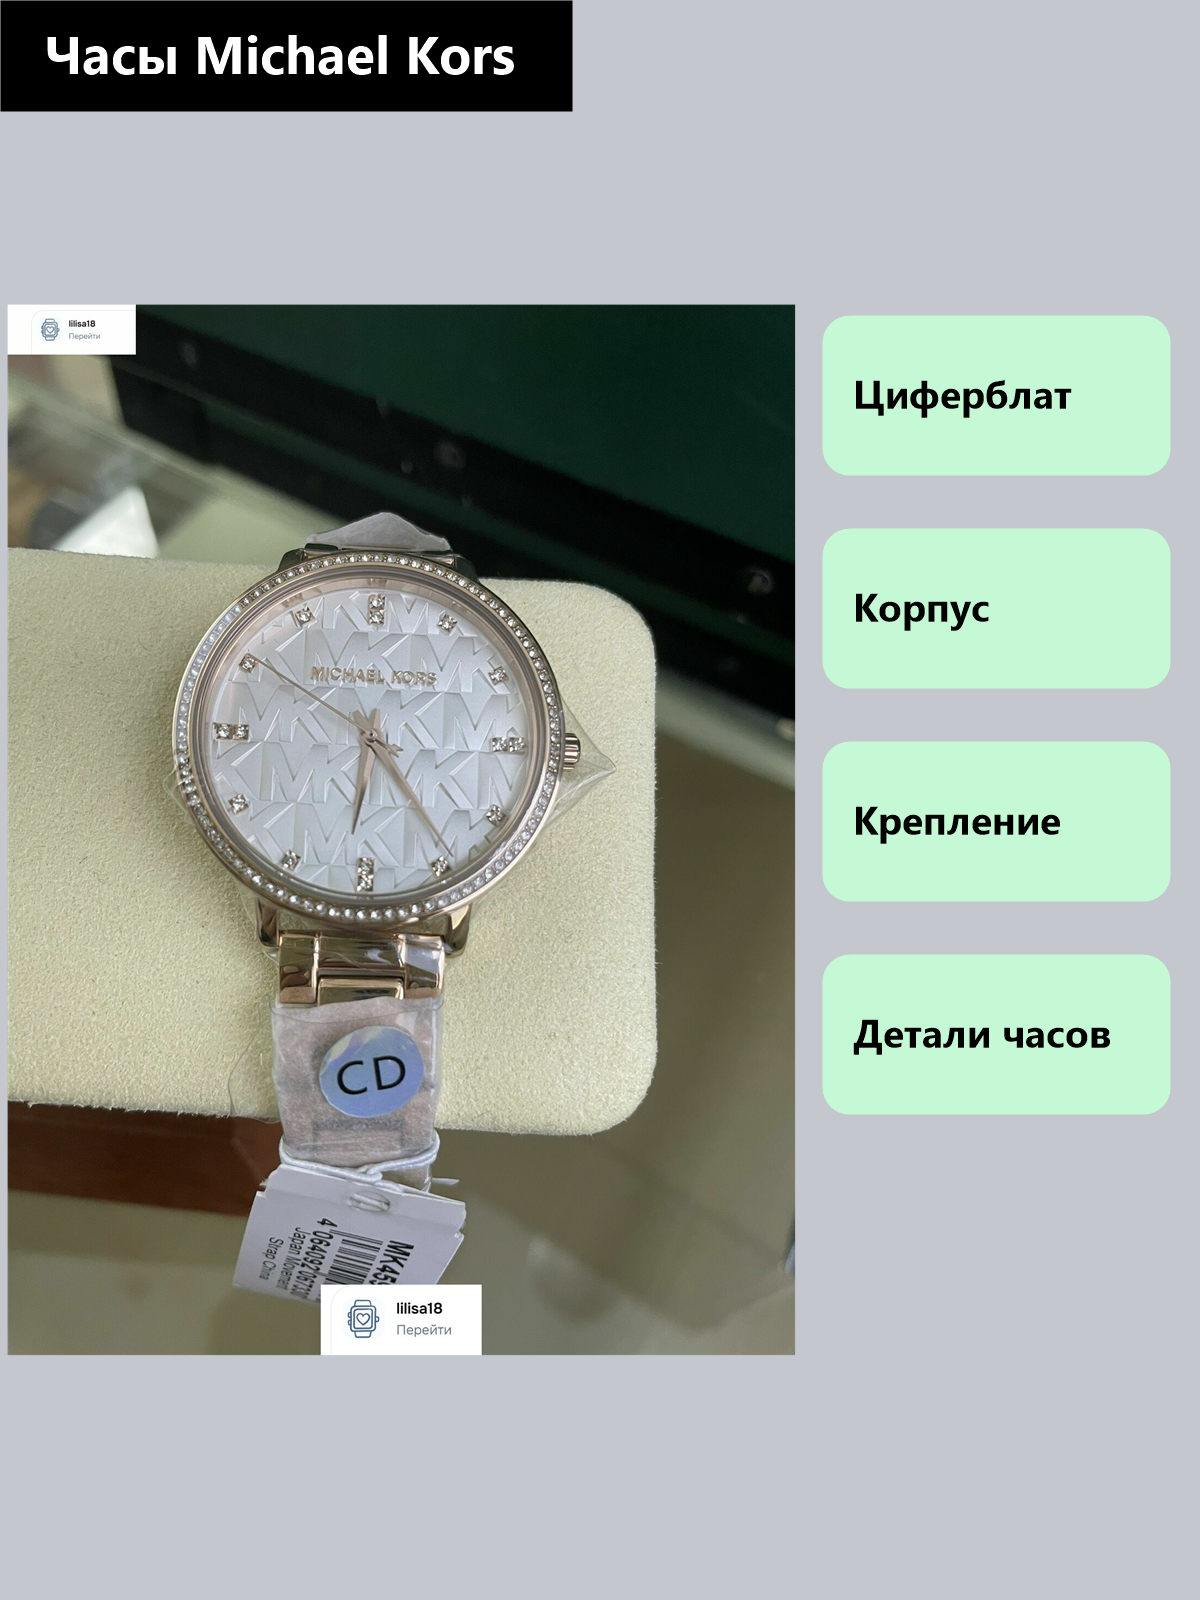 Часы Michael Kors
lilisa18
Перейти
Циферблат
Корпус
Крепление
Детали часов
MICHAEL KORS
CD
Japan Movement
Strap China
lilisa18
Перейти